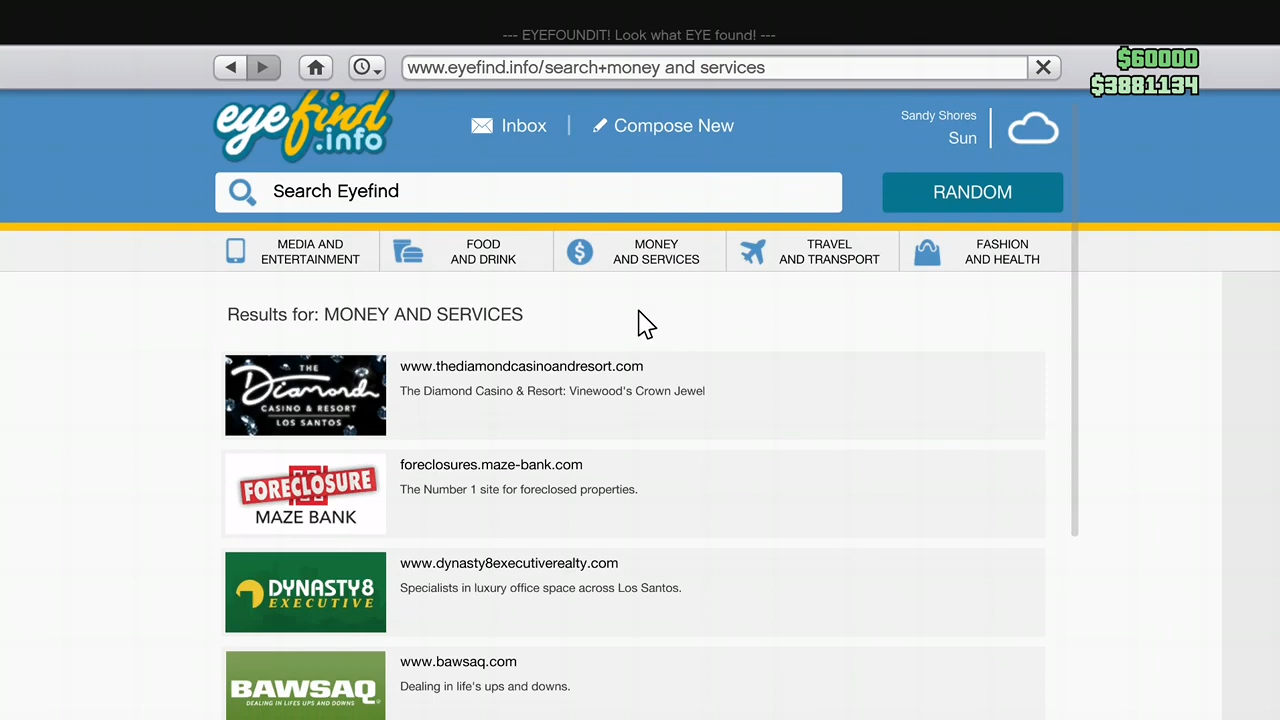 --- EYEFOUNDIT! Look what EYE found! ---
$60000
www.eyefind.info/search+money and services
$3881134
eyefind.info
Inbox
Compose New
Sandy Shores
Sun
Search Eyefind
RANDOM
MEDIA AND
ENTERTAINMENT
FOOD
AND DRINK
MONEY
AND SERVICES
TRAVEL
AND TRANSPORT
FASHION
AND HEALTH
Results for: MONEY AND SERVICES
THE
Diamond
CASINO & RESORT
LOS SANTOS
www.thediamondcasinoandresort.com
The Diamond Casino & Resort: Vinewood's Crown Jewel
FORECLOSURE
MAZE BANK
foreclosures.maze-bank.com
The Number 1 site for foreclosed properties.
DYNASTY8
EXECUTIVE
www.dynasty8executiverealty.com
Specialists in luxury office space across Los Santos.
BAWSAQ
DEALING IN LIFES UPS AND DOWNS
www.bawsaq.com
Dealing in life's ups and downs.